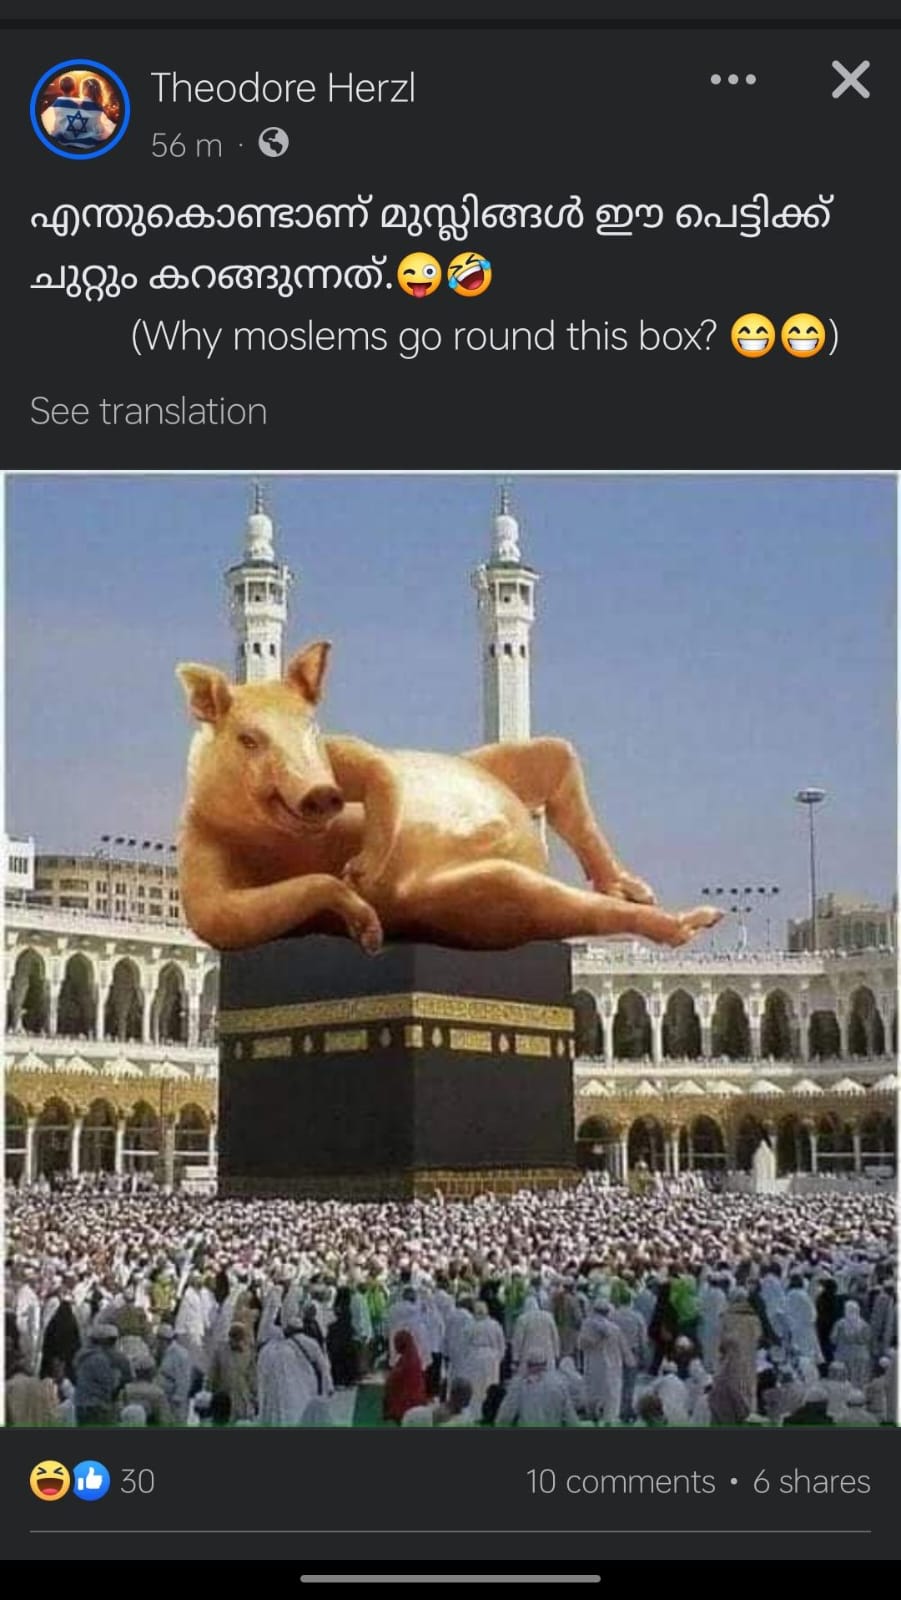 Theodore Herzl
56 m ·
എന്തുകൊണ്ടാണ് മുസ്ലിങ്ങൾ ഈ പെട്ടിക്ക്
ചുറ്റും കറങ്ങുന്നത്.😜🤣
(Why moslems go round this box? 😁😁)
See translation
30
10 comments • 6 shares